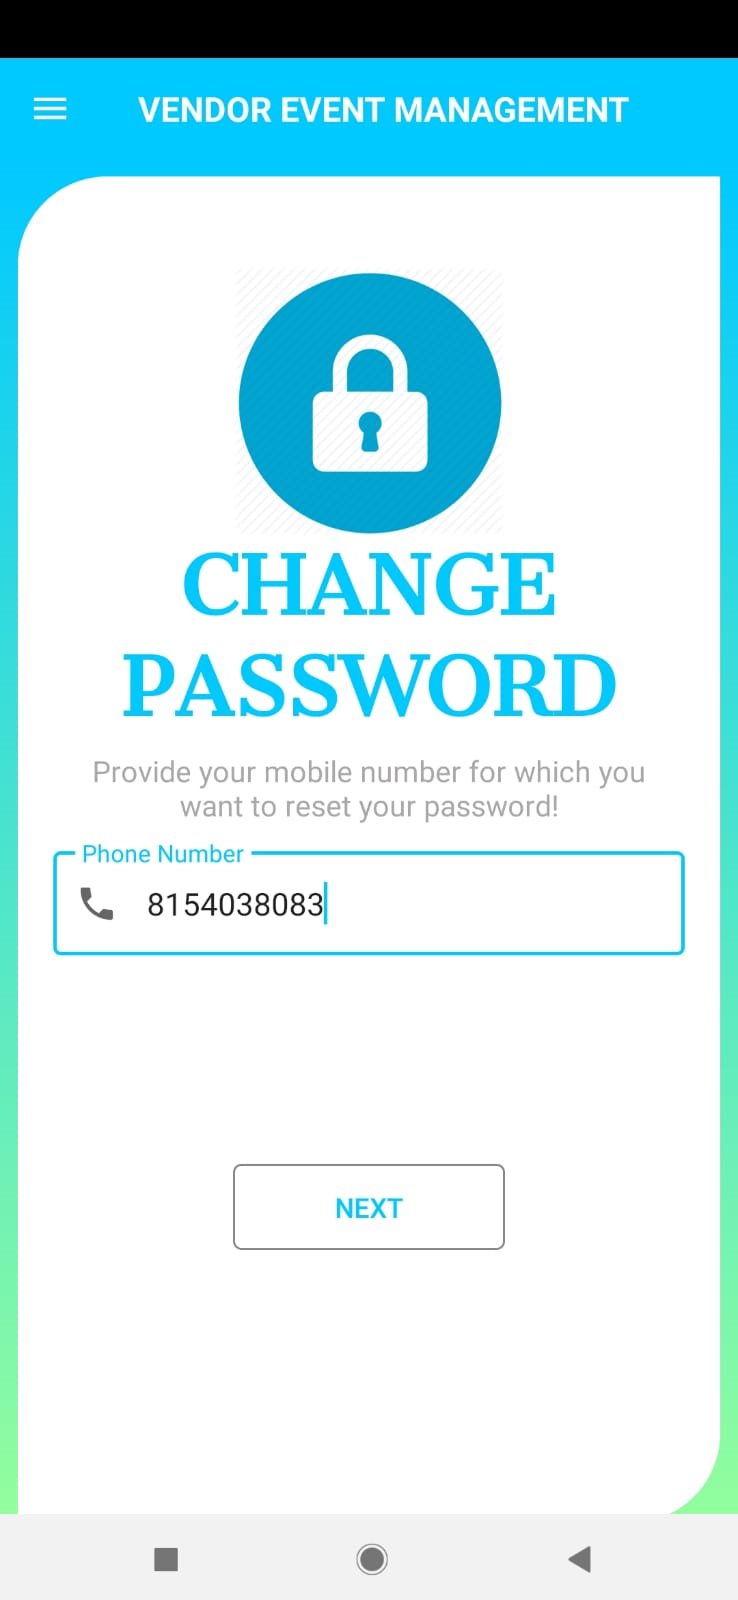 VENDOR EVENT MANAGEMENT
CHANGE
PASSWORD
Provide your mobile number for which you
want to reset your password!
Phone Number
8154038083
NEXT